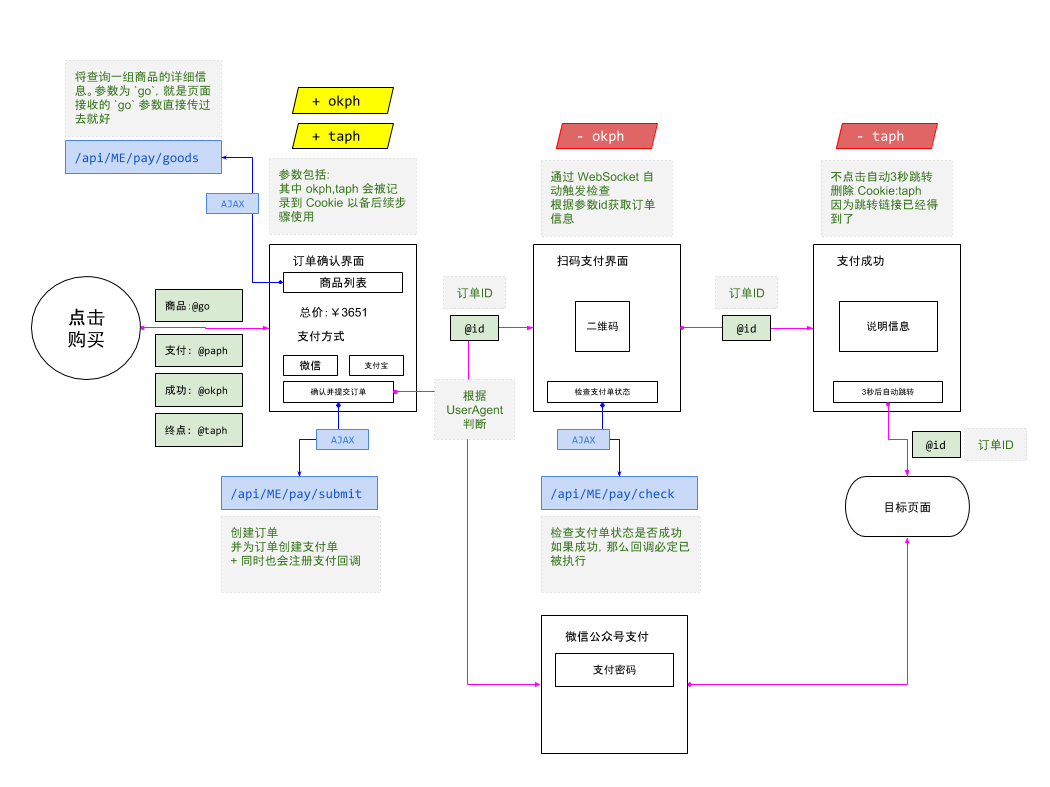 将查询一组商品的详细信
息。参数为 `go`, 就是页面
接收的 `go` 参数直接传过
去就好
/api/ME/pay/goods
AJAX
+ okph
+ taph
参数包括:
其中 okph,taph 会被记
录到 Cookie 以备后续步
骤使用
- okph
通过 WebSocket 自
动触发检查
根据参数id获取订单
信息
- taph
不点击自动3秒跳转
删除 Cookie:taph
因为跳转链接已经得
到了
点击
购买
商品:@go
支付: @paph
成功: @okph
终点: @taph
订单确认界面
商品列表
总价:￥3651
支付方式
微信
支付宝
确认并提交订单
AJAX
/api/ME/pay/submit
创建订单
并为订单创建支付单
+ 同时也会注册支付回调
订单ID
@id
根据
UserAgent
判断
扫码支付界面
二维码
检查支付单状态
AJAX
/api/ME/pay/check
检查支付单状态是否成功
如果成功, 那么回调必定已
被执行
订单ID
@id
支付成功
说明信息
3秒后自动跳转
@id
订单ID
目标页面
微信公众号支付
支付密码